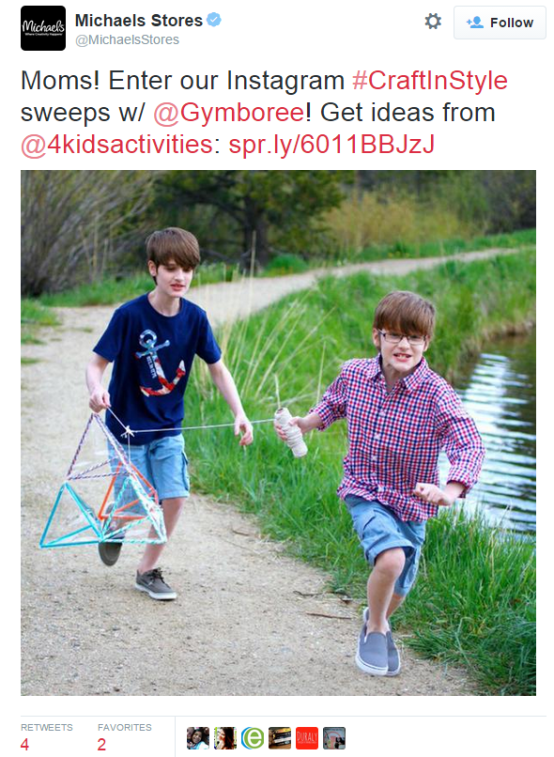 Michaels
Michaels Stores
@MichaelsStores
Follow
Moms! Enter our Instagram #CraftInStyle
sweeps w/ @Gymboree! Get ideas from
@4kidsactivities: spr.ly/6011BBJzJ
RETWEETS FAVORITES
4 2